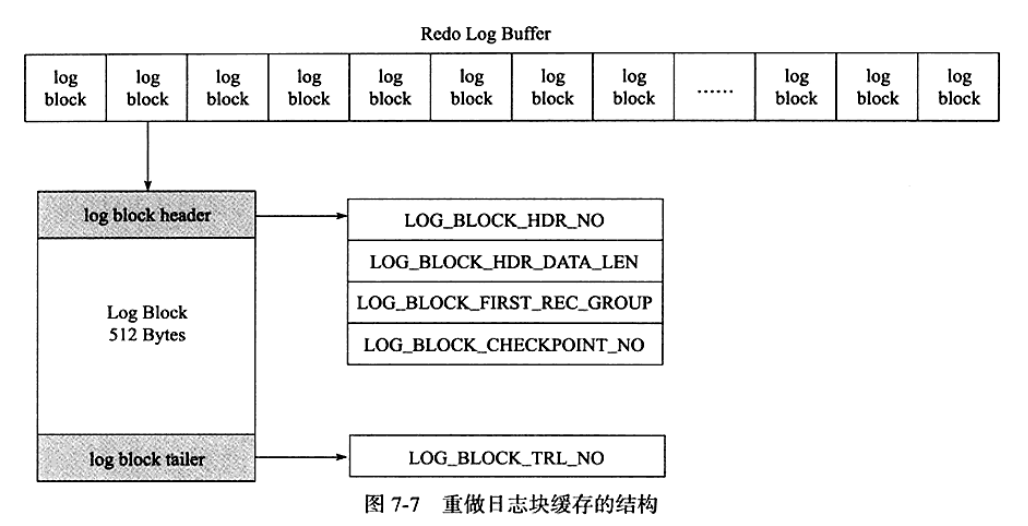 Redo Log Buffer
log block
log block
log block
log block
log block
log block
log block
log block
......
log block
log block
log block
log block header
LOG_BLOCK_HDR_NO
LOG_BLOCK_HDR_DATA_LEN
LOG_BLOCK_FIRST_REC_GROUP
LOG_BLOCK_CHECKPOINT_NO
Log Block
512 Bytes
log block tailer
LOG_BLOCK_TRL_NO
图 7-7 重做日志块缓存的结构